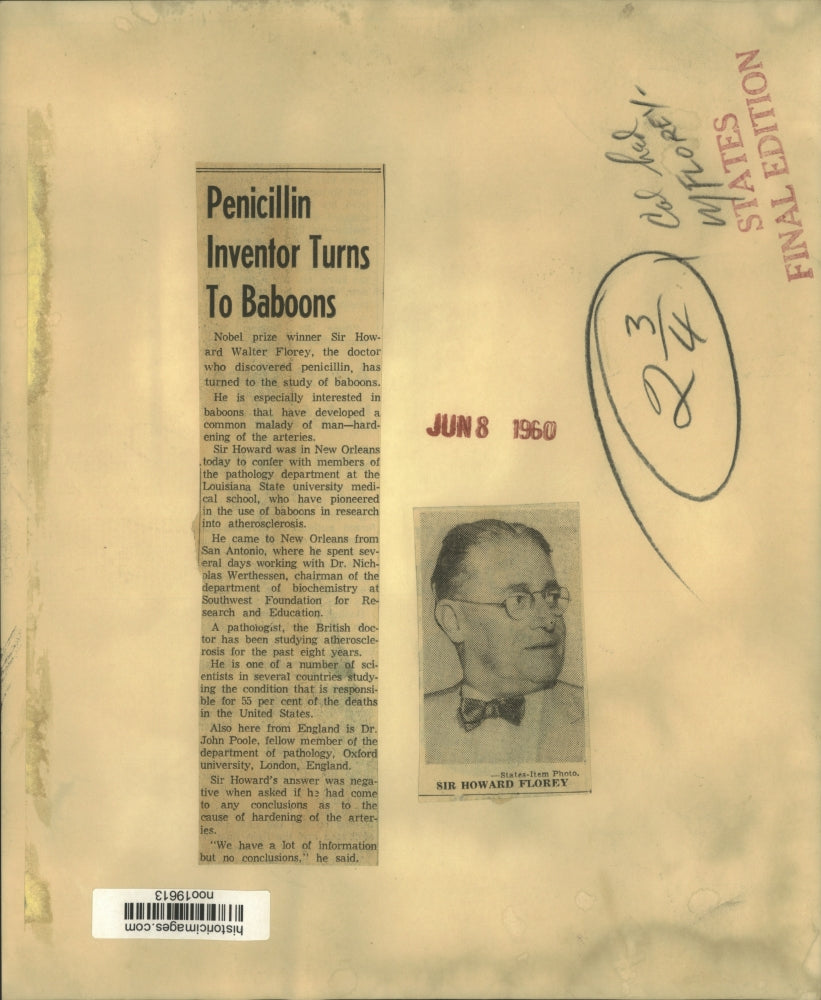 Penicillin
Inventor Turns
To Baboons
Nobel prize winner Sir How-
ard Walter Florey, the doctor
who discovered penicillin, has
turned to the study of baboons.
He is especially interested in
baboons that have developed a
common malady of man—hard-
ening of the arteries.
Sir Howard was in New Orleans
today to confer with members of
the pathology department at the
Louisiana State university medi-
cal school, who have pioneered
in the use of baboons in research
into atherosclerosis.
He came to New Orleans from
San Antonio, where he spent sev-
eral days working with Dr. Nich-
olas Werthessen, chairman of the
department of biochemistry at
Southwest Foundation for Re-
search and Education.
A pathologist, the British doc-
tor has been studying atheroscle-
rosis for the past eight years.
He is one of a number of sci-
entists in several countries study-
ing the condition that is responsi-
ble for 55 per cent of the deaths
in the United States.
Also here from England is Dr.
John Poole, fellow member of the
department of pathology, Oxford
university, London, England.
Sir Howard's answer was nega-
tive when asked if he had come
to any conclusions as to the
cause of hardening of the arter-
ies.
"We have a lot of information
but no conclusions," he said.
JUN 8 1960
—States-Item Photo.
SIR HOWARD FLOREY
W/FLOREY-
STATES
FINAL EDITION
2 3/4
historicimages.com
noo19613